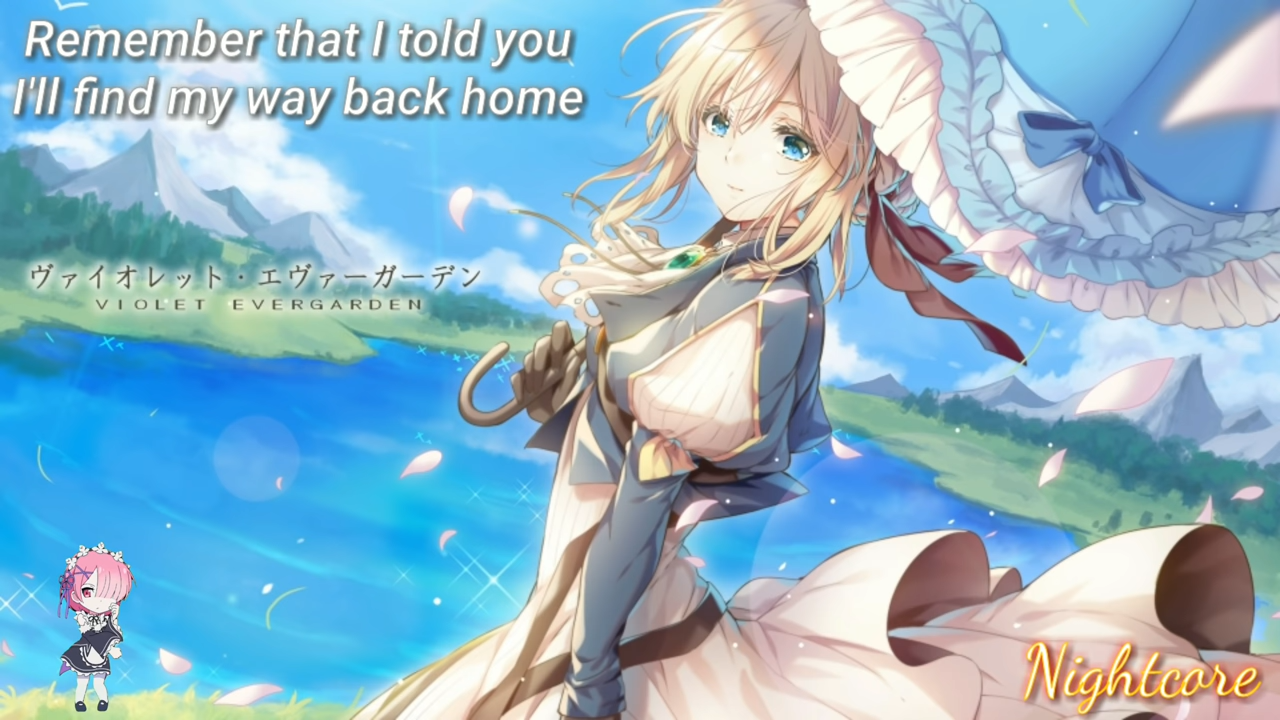 Remember that I told you
I'll find my way back home
ヴァイオレット・エヴァーガーデン
VIOLET EVERGARDEN
Nightcore